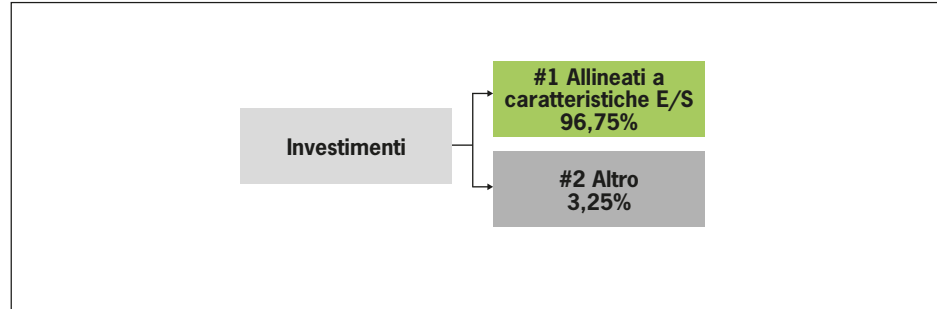 Investimenti
#1 Allineati a
caratteristiche E/S
96,75%
#2 Altro
3,25%